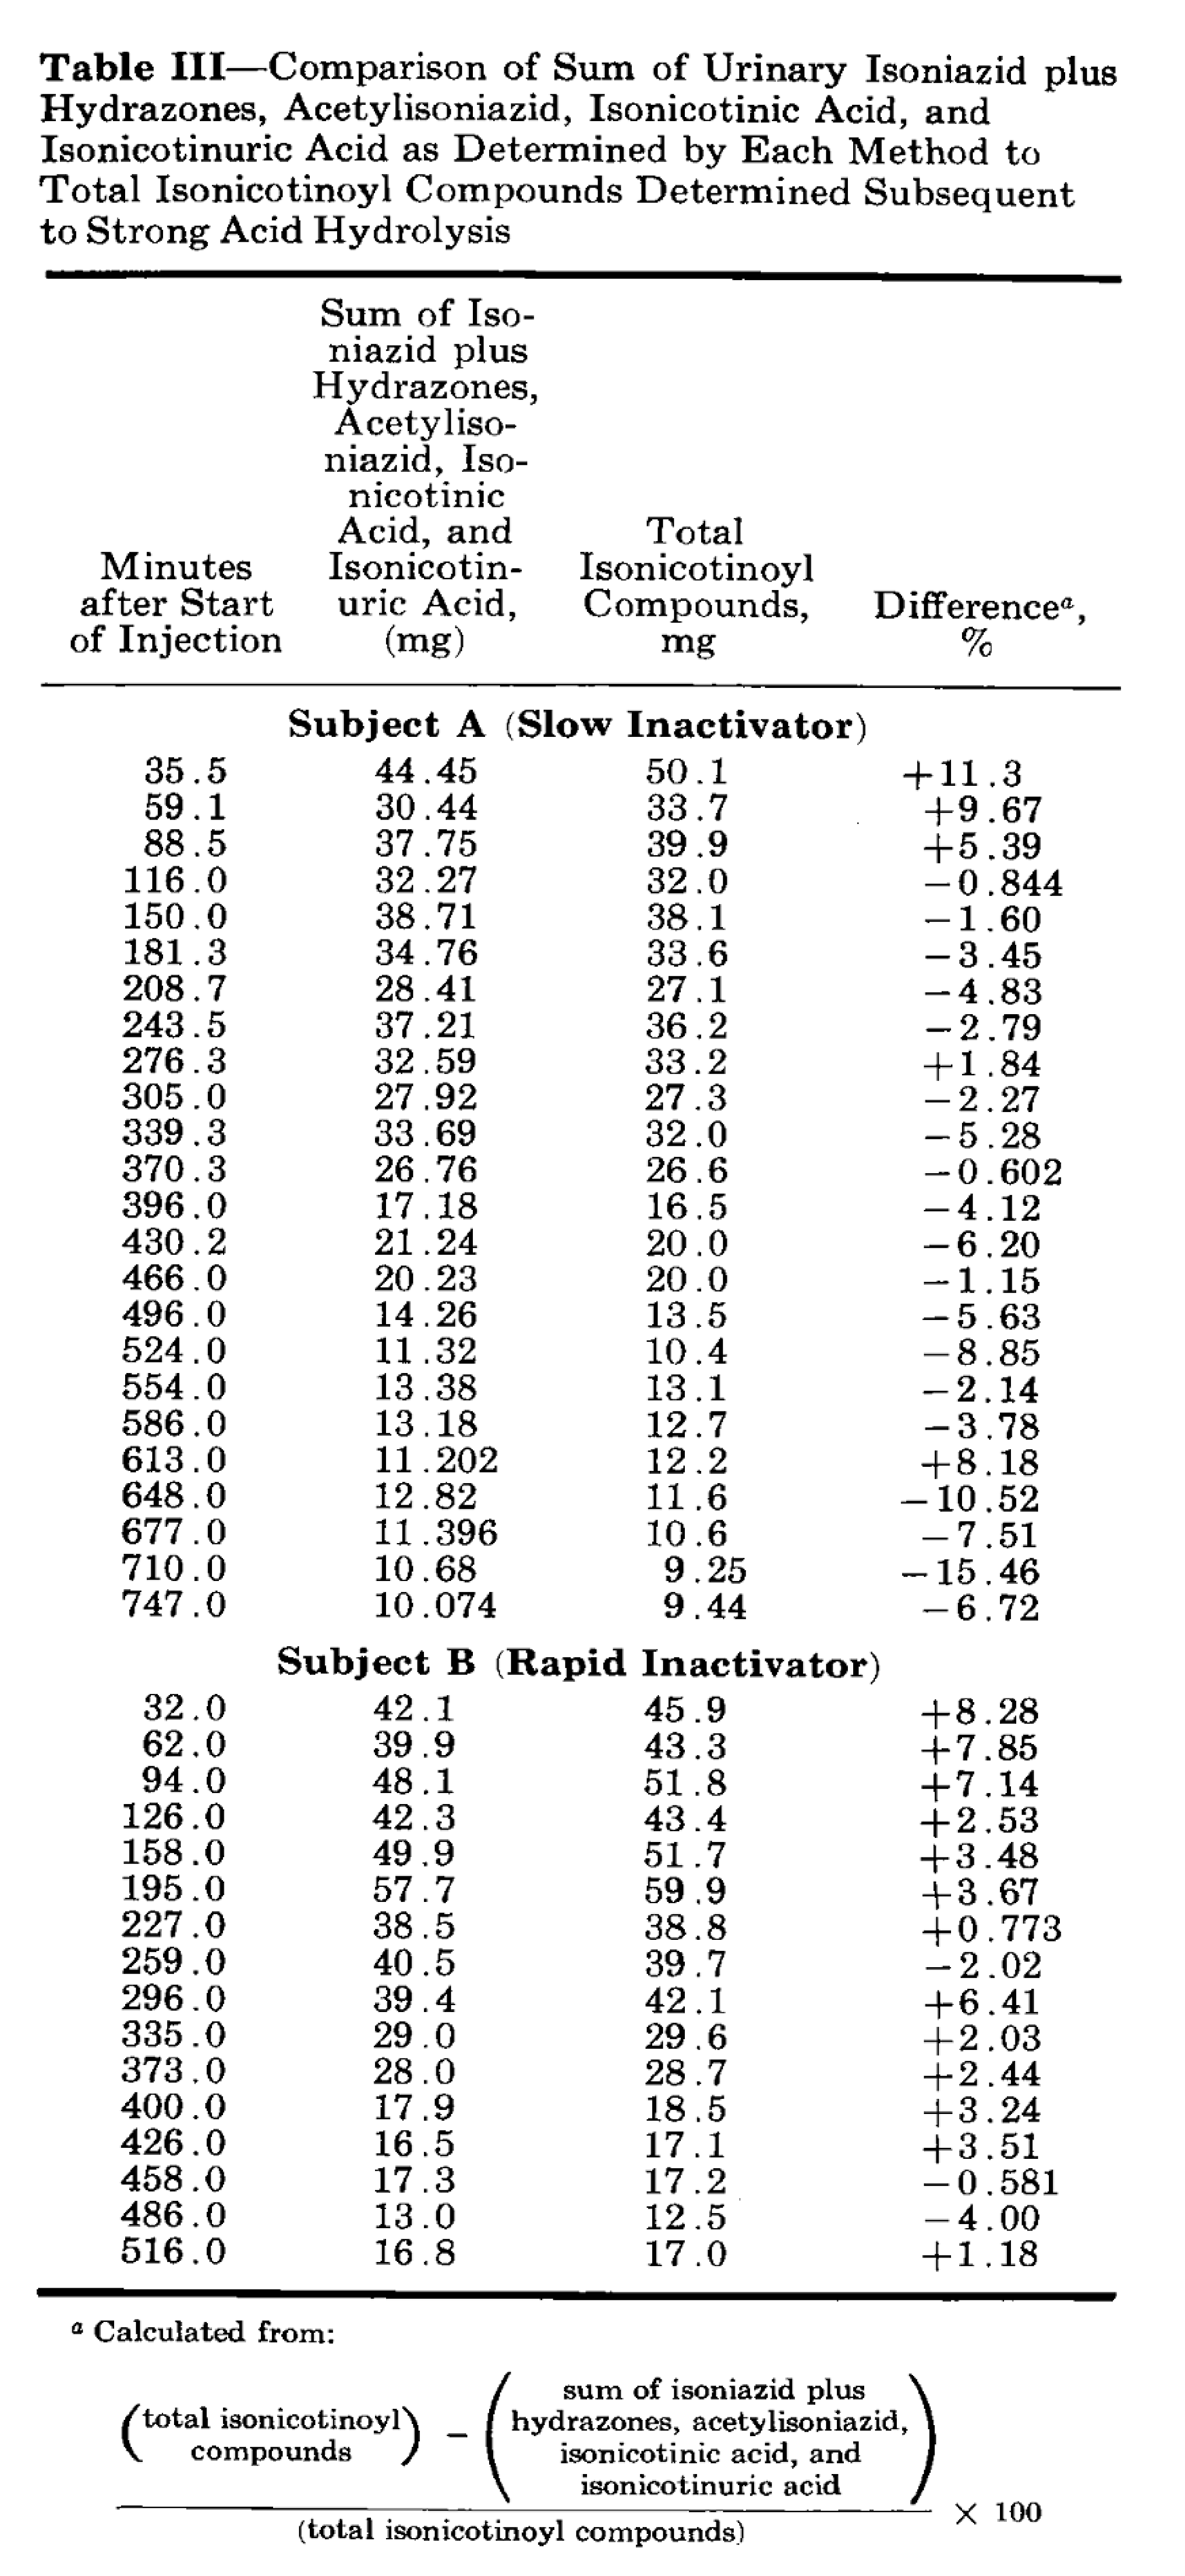 Table III—Comparison of Sum of Urinary Isoniazid plus
Hydrazones, Acetylisoniazid, Isonicotinic Acid, and
Isonicotinuric Acid as Determined by Each Method to
Total Isonicotinoyl Compounds Determined Subsequent
to Strong Acid Hydrolysis
Sum of Iso-
niazid plus
Hydrazones,
Acetyliso-
niazid, Iso-
nicotinic
Acid, and Total
Minutes Isonicotin- Isonicotinoyl
after Start uric Acid, Compounds, Differenceᵃ,
of Injection (mg) mg %
Subject A (Slow Inactivator)
35.5 44.45 50.1 +11.3
59.1 30.44 33.7 +9.67
88.5 37.75 39.9 +5.39
116.0 32.27 32.0 −0.844
150.0 38.71 38.1 −1.60
181.3 34.76 33.6 −3.45
208.7 28.41 27.1 −4.83
243.5 37.21 36.2 −2.79
276.3 32.59 33.2 +1.84
305.0 27.92 27.3 −2.27
339.3 33.69 32.0 −5.28
370.3 26.76 26.6 −0.602
396.0 17.18 16.5 −4.12
430.2 21.24 20.0 −6.20
466.0 20.23 20.0 −1.15
496.0 14.26 13.5 −5.63
524.0 11.32 10.4 −8.85
554.0 13.38 13.1 −2.14
586.0 13.18 12.7 −3.78
613.0 11.202 12.2 +8.18
648.0 12.82 11.6 −10.52
677.0 11.396 10.6 −7.51
710.0 10.68 9.25 −15.46
747.0 10.074 9.44 −6.72
Subject B (Rapid Inactivator)
32.0 42.1 45.9 +8.28
62.0 39.9 43.3 +7.85
94.0 48.1 51.8 +7.14
126.0 42.3 43.4 +2.53
158.0 49.9 51.7 +3.48
195.0 57.7 59.9 +3.67
227.0 38.5 38.8 +0.773
259.0 40.5 39.7 −2.02
296.0 39.4 42.1 +6.41
335.0 29.0 29.6 +2.03
373.0 28.0 28.7 +2.44
400.0 17.9 18.5 +3.24
426.0 16.5 17.1 +3.51
458.0 17.3 17.2 −0.581
486.0 13.0 12.5 −4.00
516.0 16.8 17.0 +1.18
ᵃ Calculated from:
(total isonicotinoyl compounds) − (sum of isoniazid plus
hydrazones, acetylisoniazid,
isonicotinic acid, and
isonicotinuric acid)
× 100
(total isonicotinoyl compounds)